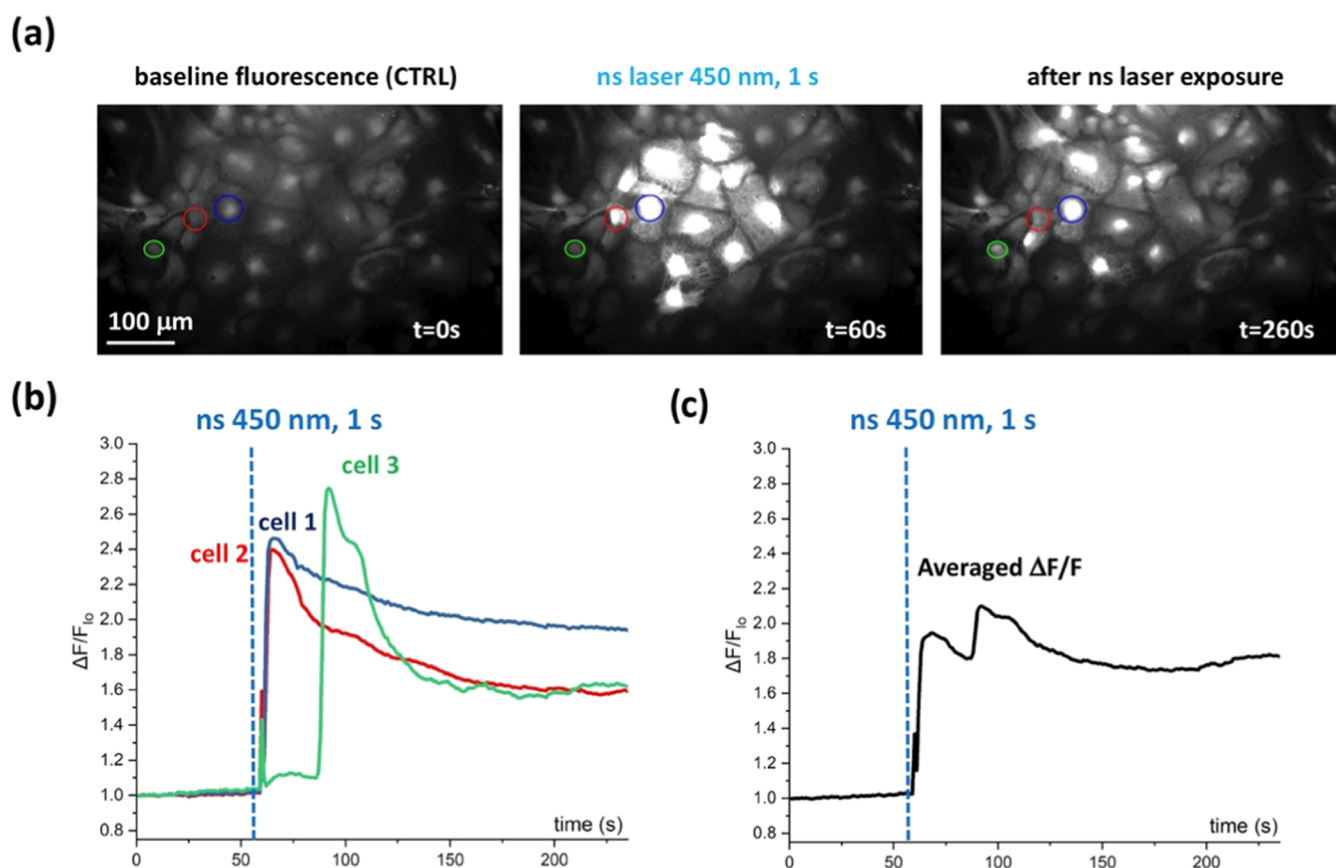 (a)
baseline fluorescence (CTRL)
ns laser 450 nm, 1 s
after ns laser exposure
100 μm
t=0s
t=60s
t=260s
(b)
ns 450 nm, 1 s
3.0
2.8
2.6
2.4
2.2
2.0
1.8
1.6
1.4
1.2
1.0
0.8
ΔF/F_Io
cell 3
cell 1
cell 2
time (s)
0
50
100
150
200
(c)
ns 450 nm, 1 s
3.0
2.8
2.6
2.4
2.2
2.0
1.8
1.6
1.4
1.2
1.0
0.8
ΔF/F_Io
Averaged ΔF/F
time (s)
0
50
100
150
200